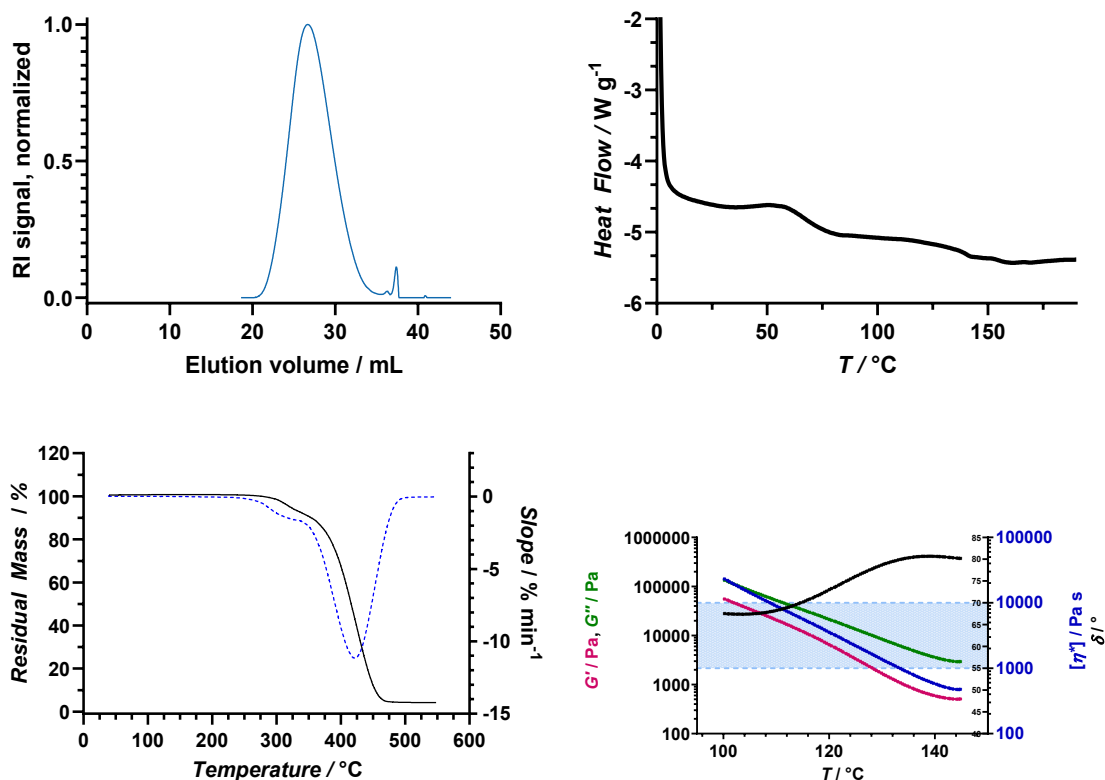 1.0
0.5
0.0
RI signal, normalized
0 10 20 30 40 50
Elution volume / mL
-2
-3
-4
-5
-6
Heat Flow / W g-1
0 50 100 150
T / °C
120
100
80
60
40
20
0
Residual Mass / %
0
-5
-10
-15
Slope / % min-1
0 100 200 300 400 500 600
Temperature / °C
1000000
100000
10000
1000
100
G' / Pa, G'' / Pa
85
80
75
70
65
60
55
50
45
40
δ / °
100000
10000
1000
100
[η*] / Pa s
100 120 140
T / °C